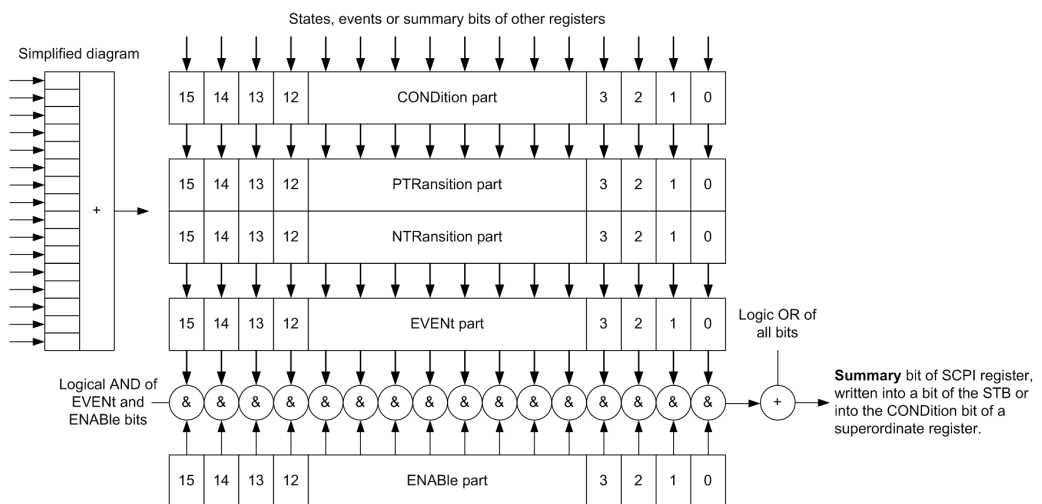 States, events or summary bits of other registers
Simplified diagram
15 14 13 12 CONDition part 3 2 1 0
15 14 13 12 PTRansition part 3 2 1 0
+
15 14 13 12 NTRansition part 3 2 1 0
15 14 13 12 EVENt part 3 2 1 0
Logic OR of
all bits
Logical AND of
EVENt and
ENABle bits
& & & & & & & & & & & & & & & &
+
Summary bit of SCPI register,
written into a bit of the STB or
into the CONDition bit of a
superordinate register.
15 14 13 12 ENABle part 3 2 1 0